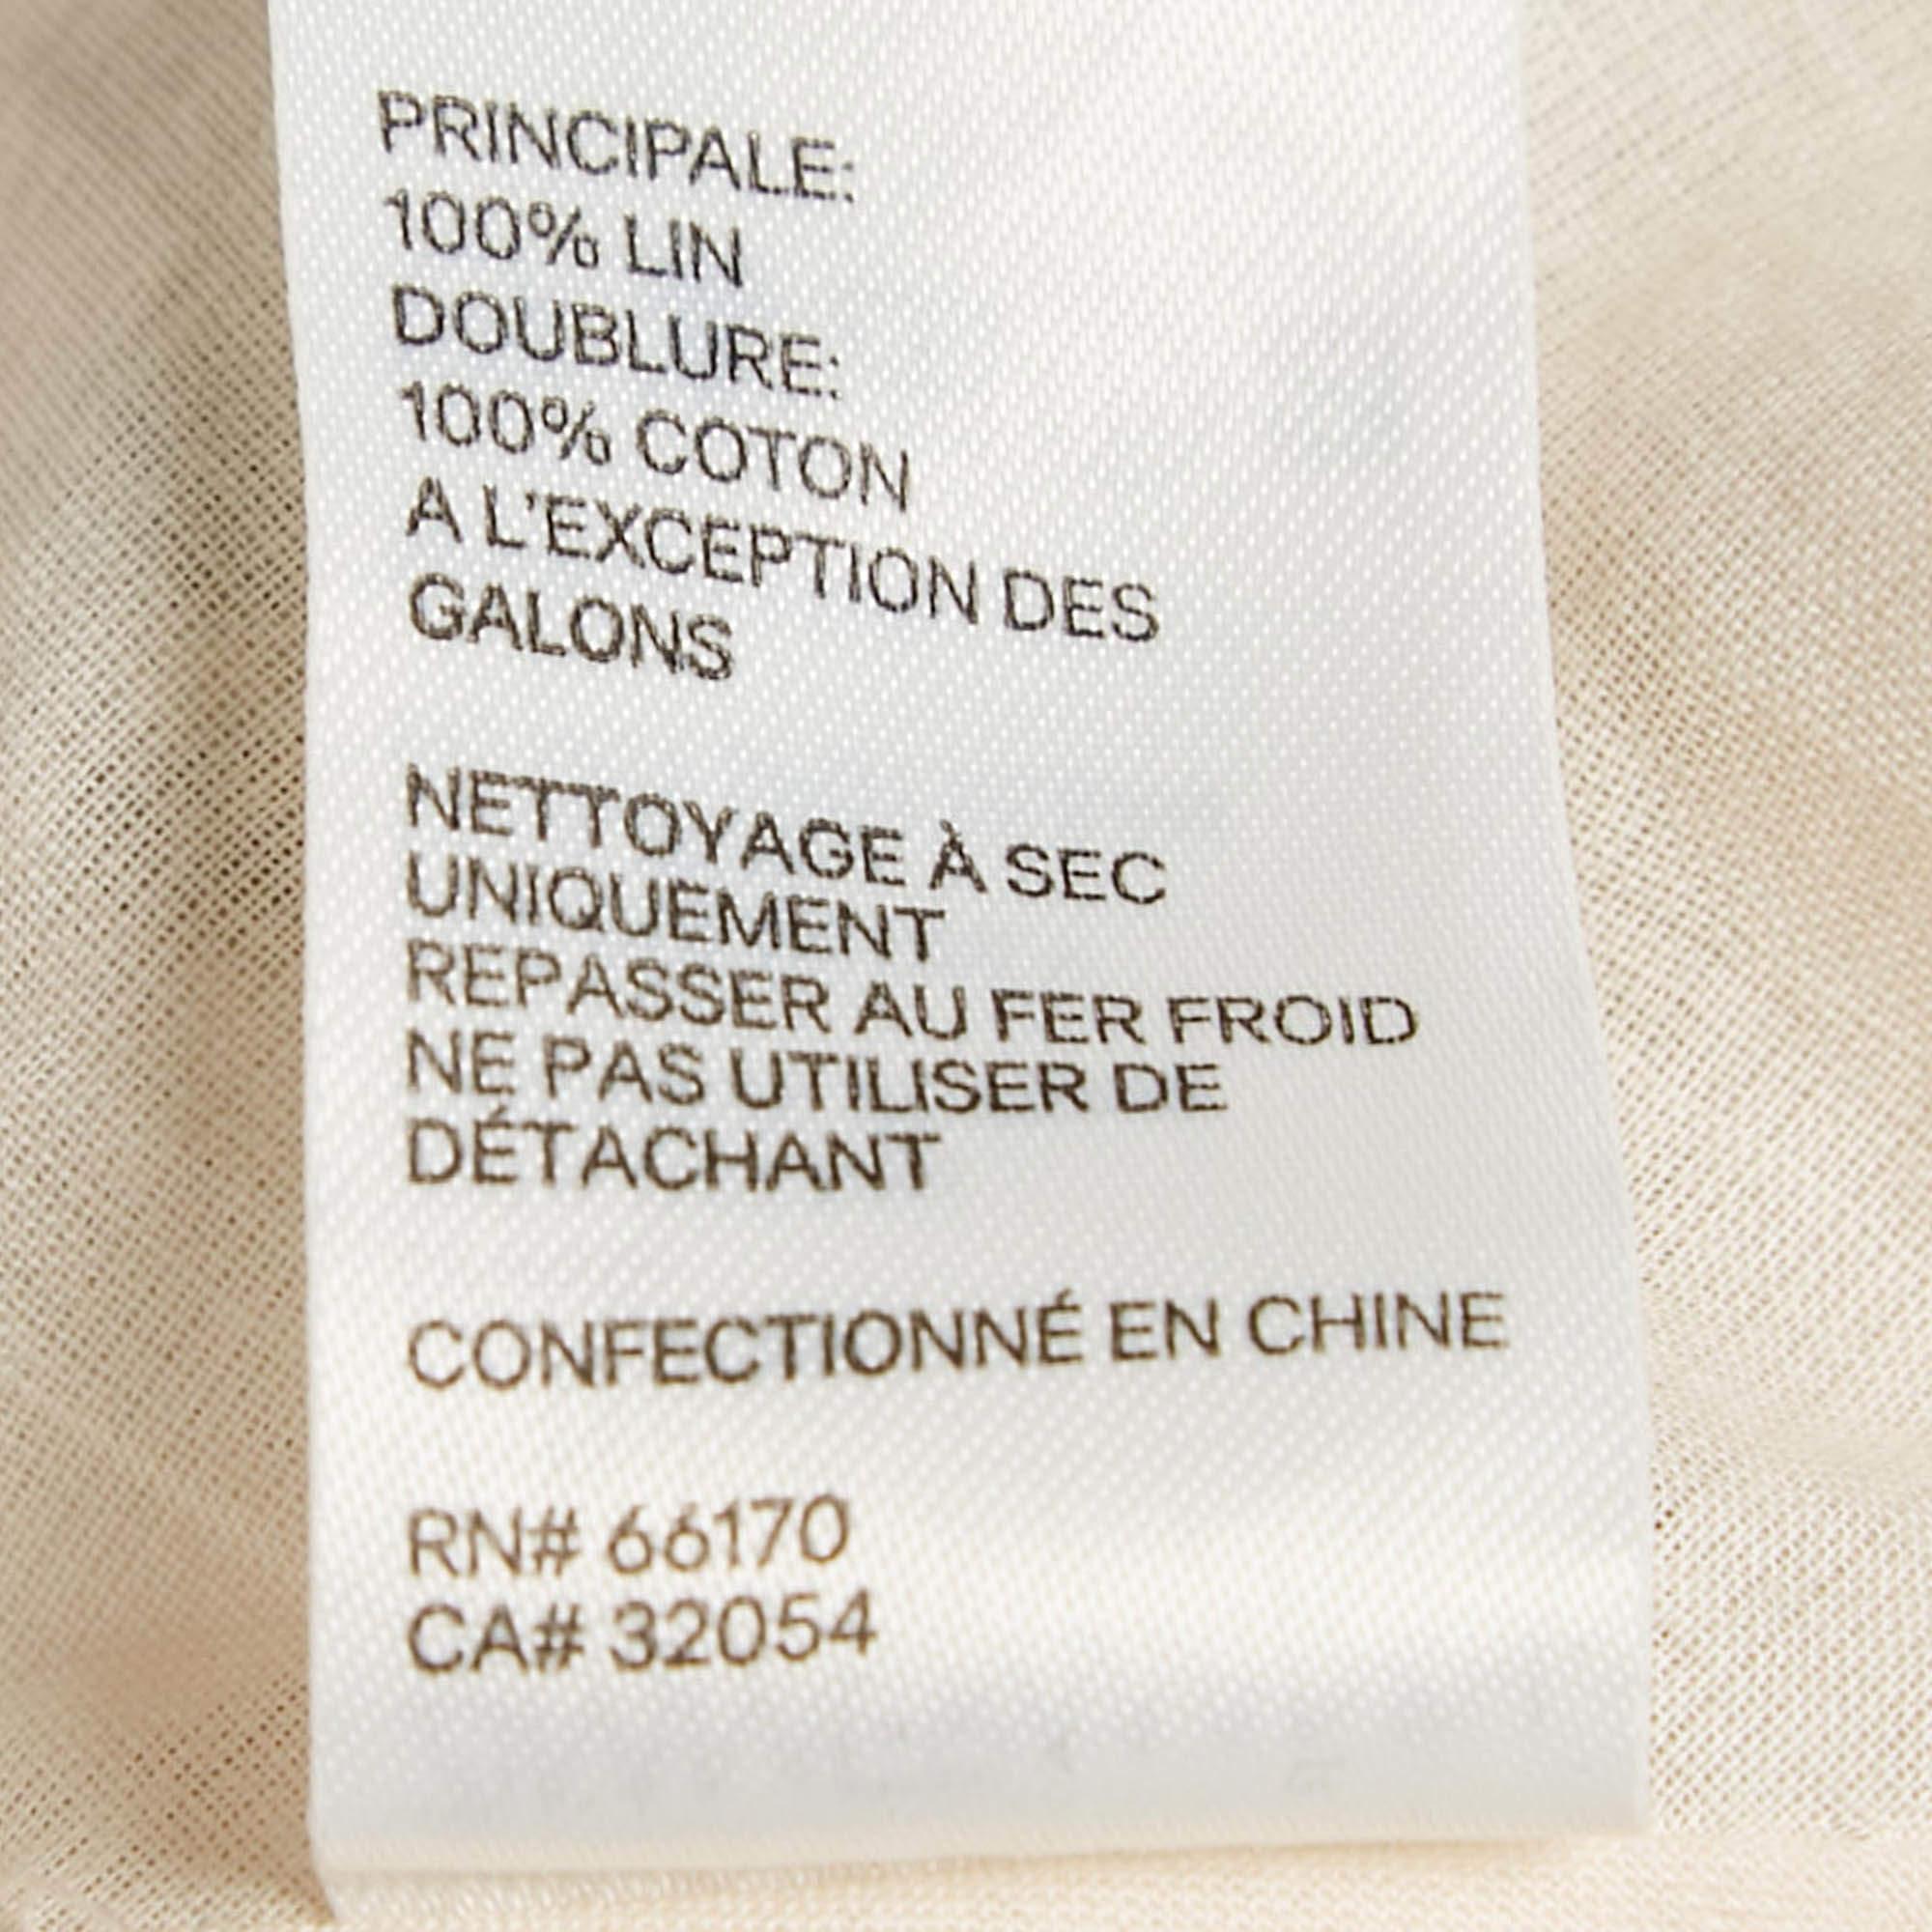 PRINCIPALE:
100% LIN
DOUBLURE:
100% COTON
A L'EXCEPTION DES
GALONS
NETTOYAGE À SEC
UNIQUEMENT
REPASSER AU FER FROID
NE PAS UTILISER DE
DÉTACHANT
CONFECTIONNÉ EN CHINE
RN# 66170
CA# 32054